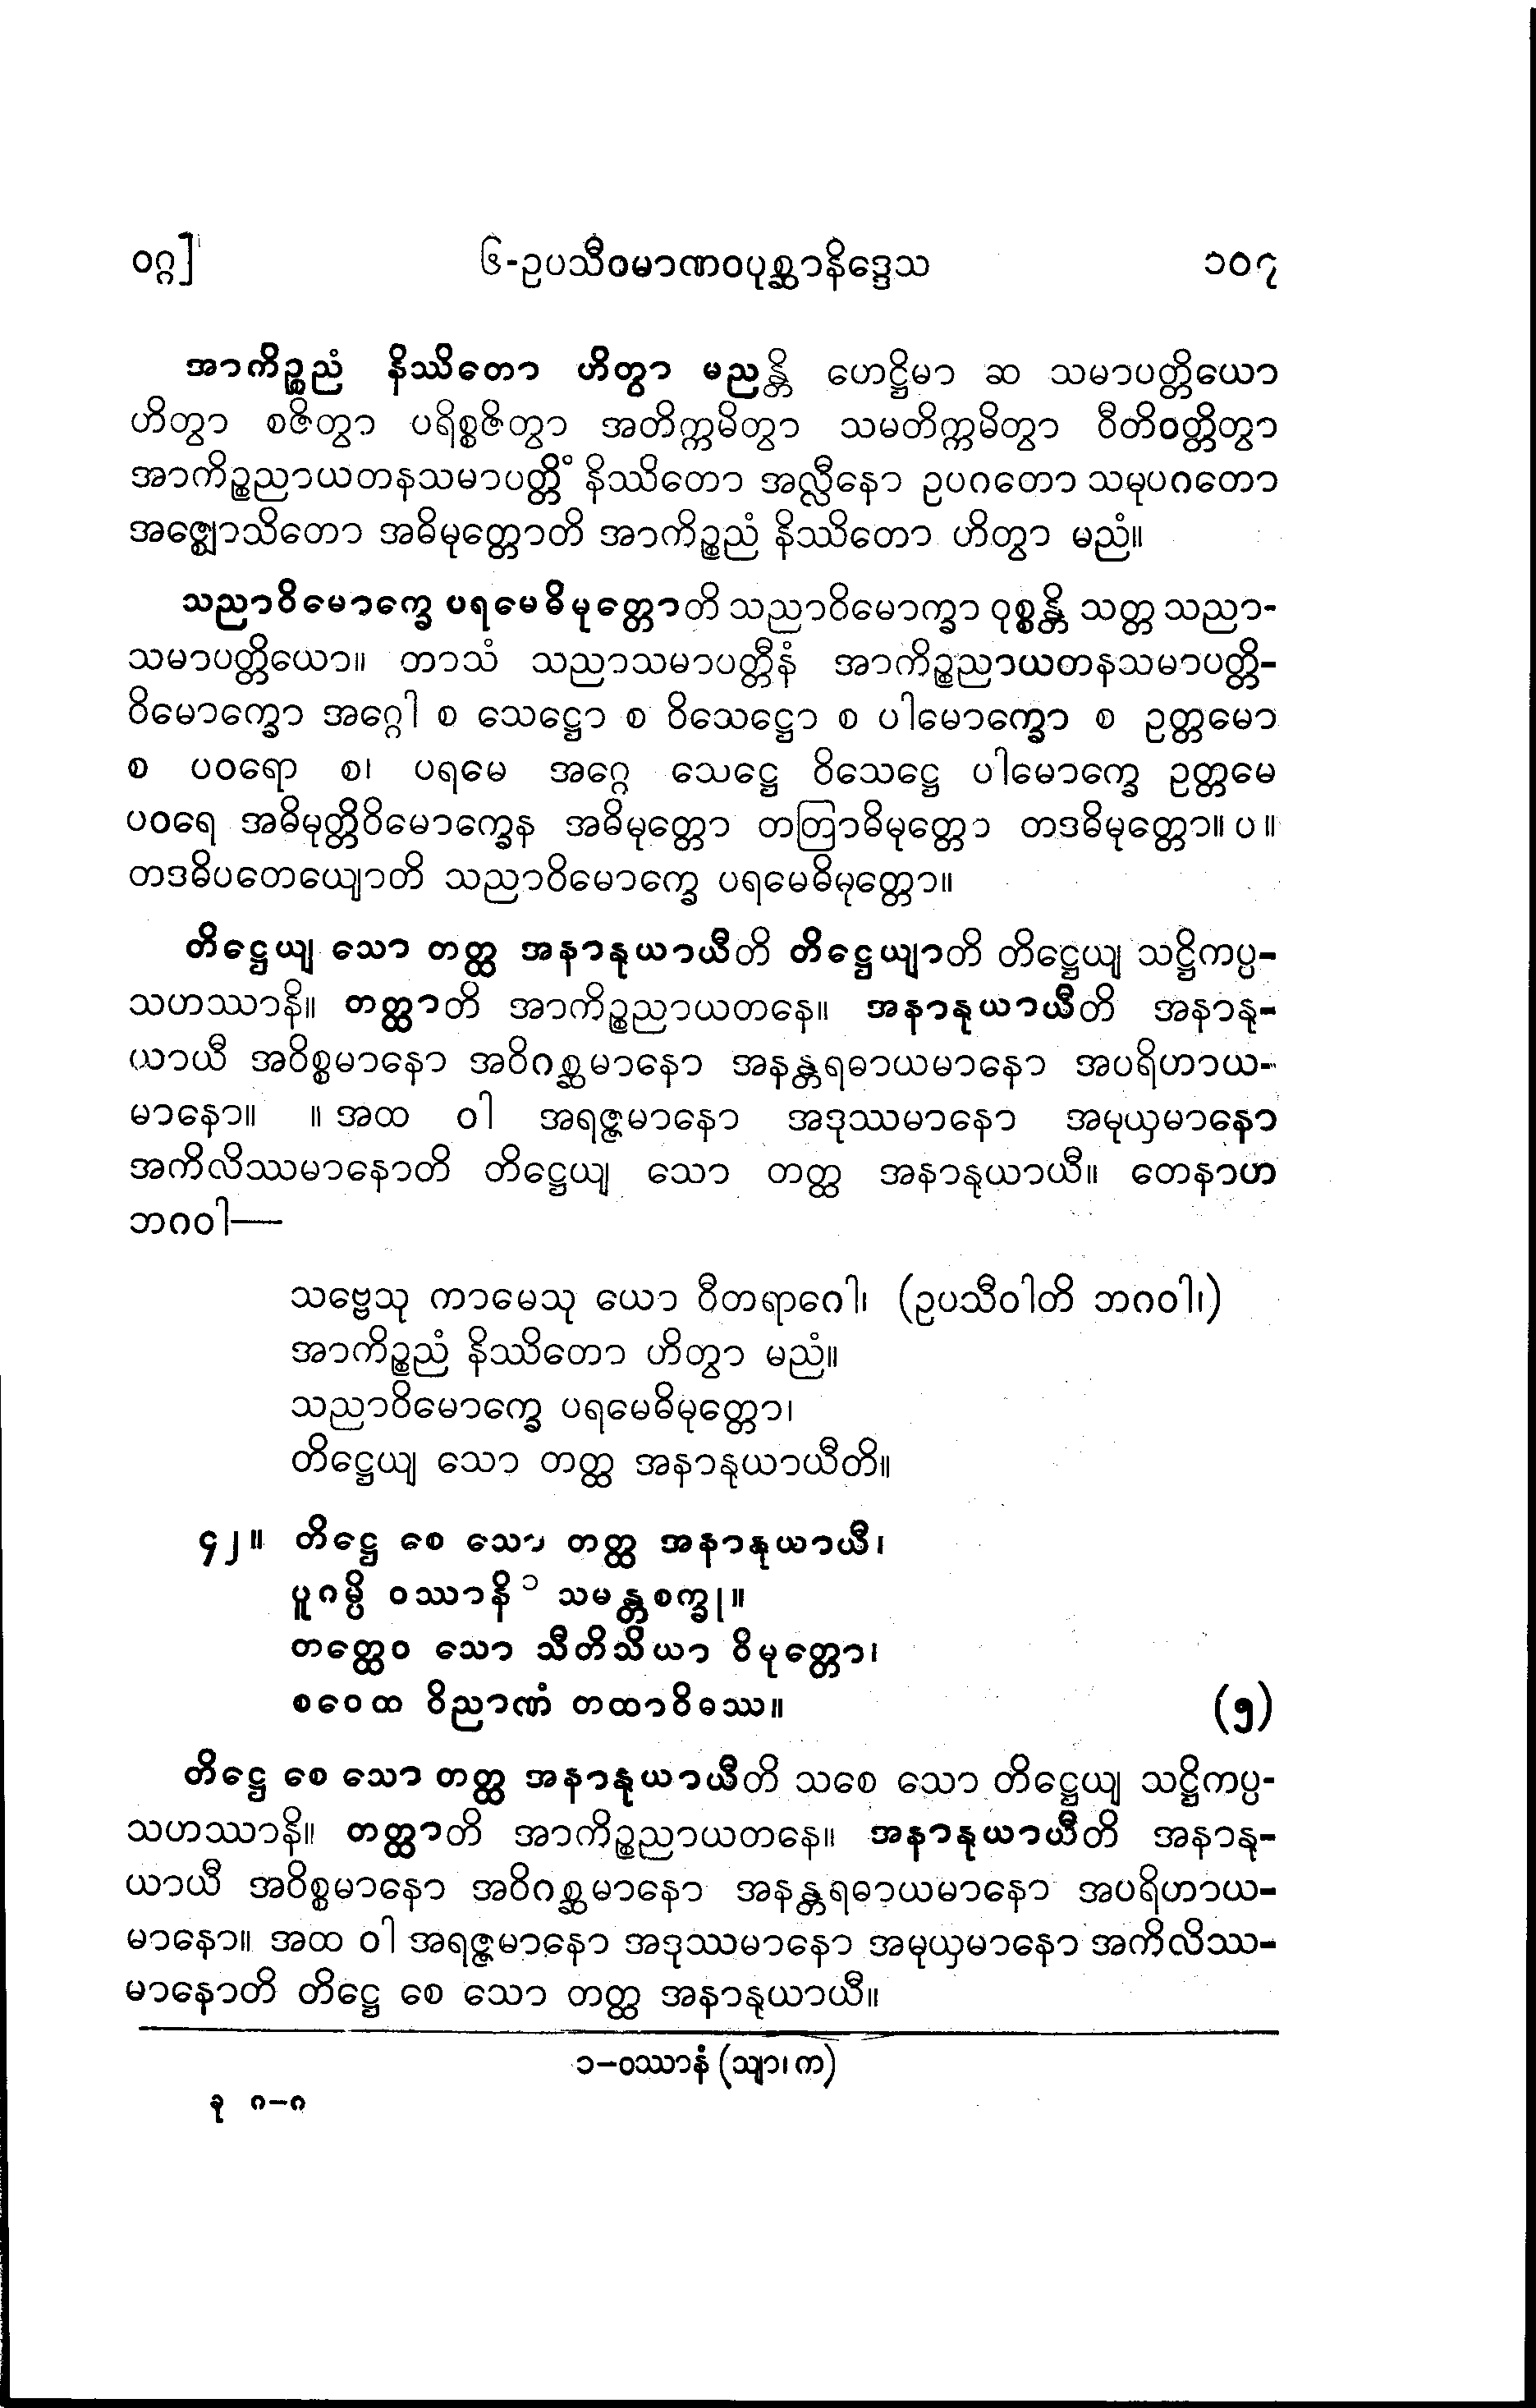 ဝဂ္ဂ] ၆-ဥပသီဝမာဏဝပုစ္ဆာနိဒ္ဒေသ ၁၀၇
အာကိဉ္စညံ နိဿိတော ဟိတွာ မညန္တိ ဟေဋ္ဌိမာ ဆ သမာပတ္တိယော
ဟိတွာ စဇိတွာ ပရိစ္စဇိတွာ အတိက္ကမိတွာ သမတိက္ကမိတွာ ဝီတိဝတ္တိတွာ
အာကိဉ္စညာယတနသမာပတ္တိံ နိဿိတော အလ္လီနော ဥပဂတော သမုပဂတော
အဇ္ဈောသိတော အဓိမုတ္တောတိ အာကိဉ္စညံ နိဿိတော ဟိတွာ မညံ။
သညာဝိမောက္ခေ ပရမေဓိမုတ္တောတိ သညာဝိမောက္ခာ ဝုစ္စန္တိ သတ္တ သညာ-
သမာပတ္တိယော။ တာသံ သညာသမာပတ္တီနံ အာကိဉ္စညာယတနသမာပတ္တိ-
ဝိမောက္ခော အဂ္ဂေါ စ သေဋ္ဌော စ ဝိသေဋ္ဌော စ ပါမောက္ခော စ ဥတ္တမော
စ ပဝရော စ၊ ပရမေ အဂ္ဂေ သေဋ္ဌေ ဝိသေဋ္ဌေ ပါမောက္ခေ ဥတ္တမေ
ပဝရေ အဓိမုတ္တိဝိမောက္ခေန အဓိမုတ္တော တတြာဓိမုတ္တော တဒဓိမုတ္တော။ပ။
တဒဓိပတေယျောတိ သညာဝိမောက္ခေ ပရမေဓိမုတ္တော။
တိဋ္ဌေယျ သော တတ္ထ အနာနုယာယီတိ တိဋ္ဌေယျာတိ တိဋ္ဌေယျ သဋ္ဌိကပ္ပ-
သဟဿာနိ။ တတ္ထာတိ အာကိဉ္စညာယတနေ။ အနာနုယာယီတိ အနာနု-
ယာယီ အဝိစ္စမာနော အဝိဂစ္ဆမာနော အနန္တရဓာယမာနော အပရိဟာယ-
မာနော။ ။အထ ဝါ အရဇ္ဇမာနော အဒုဿမာနော အမုယှမာနော
အကိလိဿမာနောတိ တိဋ္ဌေယျ သော တတ္ထ အနာနုယာယီ။ တေနာဟ
ဘဂဝါ—
သဗ္ဗေသု ကာမေသု ယော ဝီတရာဂေါ၊ (ဥပသီဝါတိ ဘဂဝါ၊)
အာကိဉ္စညံ နိဿိတော ဟိတွာ မညံ။
သညာဝိမောက္ခေ ပရမေဓိမုတ္တော၊
တိဋ္ဌေယျ သော တတ္ထ အနာနုယာယီတိ။
၄၂။ တိဋ္ဌေ စေ သော တတ္ထ အနာနုယာယီ၊
ပူဂမ္ပိ ဝဿာနိ ၁ သမန္တစက္ခု။
တတ္ထေဝ သော သီတိသိယာ ဝိမုတ္တော၊
စဝေထ ဝိညာဏံ တထာဝိဓဿ။ (၅)
တိဋ္ဌေ စေ သော တတ္ထ အနာနုယာယီတိ သစေ သော တိဋ္ဌေယျ သဋ္ဌိကပ္ပ-
သဟဿာနိ။ တတ္ထာတိ အာကိဉ္စညာယတနေ။ အနာနုယာယီတိ အနာနု-
ယာယီ အဝိစ္စမာနော အဝိဂစ္ဆမာနော အနန္တရဓာယမာနော အပရိဟာယ-
မာနော။ အထ ဝါ အရဇ္ဇမာနော အဒုဿမာနော အမုယှမာနော အကိလိဿ-
မာနောတိ တိဋ္ဌေ စေ သော တတ္ထ အနာနုယာယီ။
၁-ဝဿာနံ (သျာ၊က)
ခု ဂ-ဂ